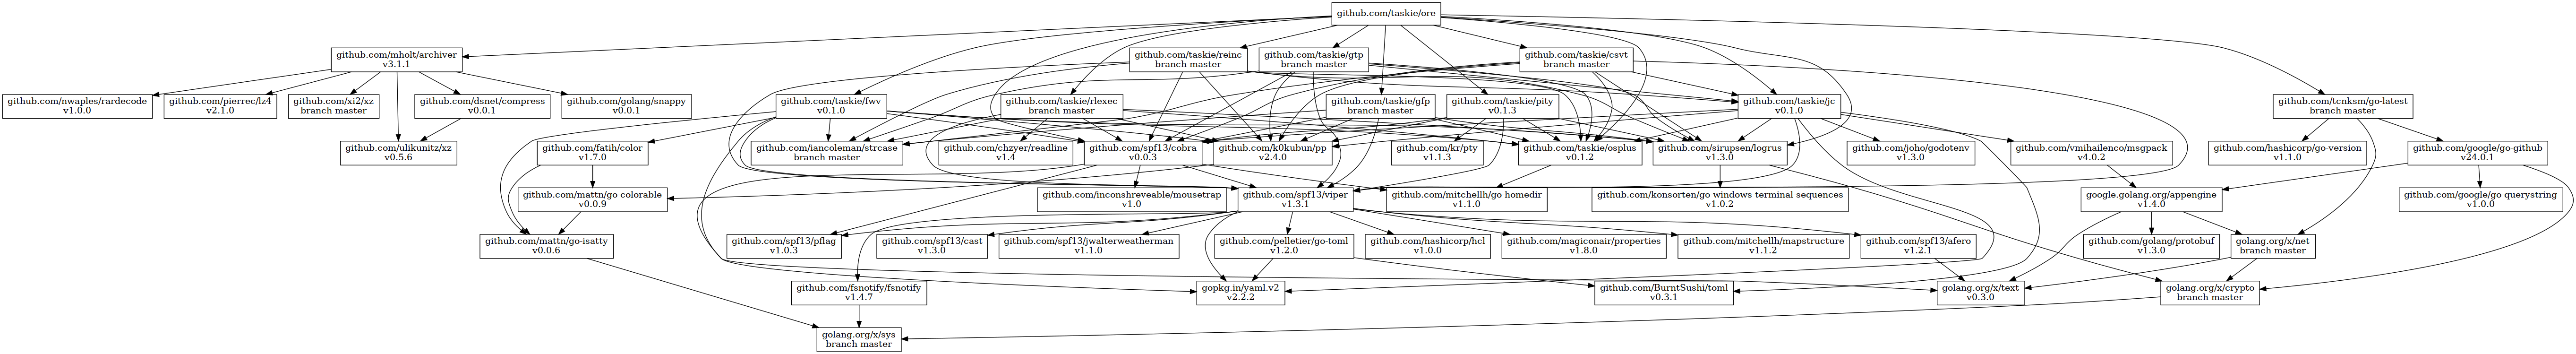 github.com/taskie/ore
github.com/mholt/archiver
v3.1.1
github.com/taskie/reinc
branch master
github.com/taskie/gtp
branch master
github.com/taskie/csvt
branch master
github.com/nwaples/rardecode
v1.0.0
github.com/pierrec/lz4
v2.1.0
github.com/xi2/xz
branch master
github.com/dsnet/compress
v0.0.1
github.com/golang/snappy
v0.0.1
github.com/taskie/fwv
v0.1.0
github.com/taskie/rlexec
branch master
github.com/taskie/gfp
branch master
github.com/taskie/pity
v0.1.3
github.com/taskie/jc
v0.1.0
github.com/tcnksm/go-latest
branch master
github.com/ulikunitz/xz
v0.5.6
github.com/fatih/color
v1.7.0
github.com/iancoleman/strcase
branch master
github.com/chzyer/readline
v1.4
github.com/spf13/cobra
v0.0.3
github.com/k0kubun/pp
v2.4.0
github.com/kr/pty
v1.1.3
github.com/taskie/osplus
v0.1.2
github.com/sirupsen/logrus
v1.3.0
github.com/joho/godotenv
v1.3.0
github.com/vmihailenco/msgpack
v4.0.2
github.com/hashicorp/go-version
v1.1.0
github.com/google/go-github
v24.0.1
github.com/mattn/go-colorable
v0.0.9
github.com/inconshreveable/mousetrap
v1.0
github.com/spf13/viper
v1.3.1
github.com/mitchellh/go-homedir
v1.1.0
github.com/konsorten/go-windows-terminal-sequences
v1.0.2
google.golang.org/appengine
v1.4.0
github.com/google/go-querystring
v1.0.0
github.com/mattn/go-isatty
v0.0.6
github.com/spf13/pflag
v1.0.3
github.com/spf13/cast
v1.3.0
github.com/spf13/jwalterweatherman
v1.1.0
github.com/pelletier/go-toml
v1.2.0
github.com/hashicorp/hcl
v1.0.0
github.com/magiconair/properties
v1.8.0
github.com/mitchellh/mapstructure
v1.1.2
github.com/spf13/afero
v1.2.1
github.com/golang/protobuf
v1.3.0
golang.org/x/net
branch master
github.com/fsnotify/fsnotify
v1.4.7
gopkg.in/yaml.v2
v2.2.2
github.com/BurntSushi/toml
v0.3.1
golang.org/x/text
v0.3.0
golang.org/x/crypto
branch master
golang.org/x/sys
branch master